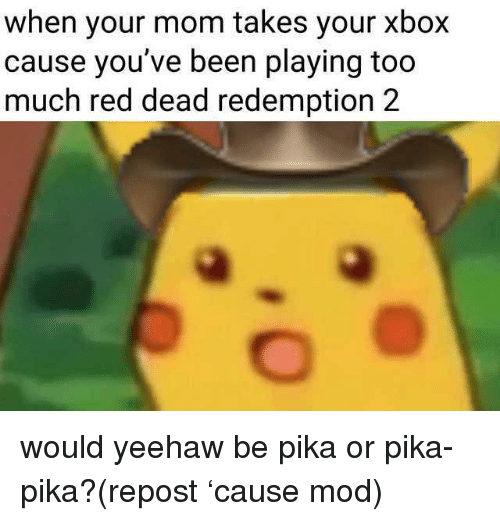 when your mom takes your xbox
cause you've been playing too
much red dead redemption 2
would yeehaw be pika or pika-
pika?(repost ‘cause mod)